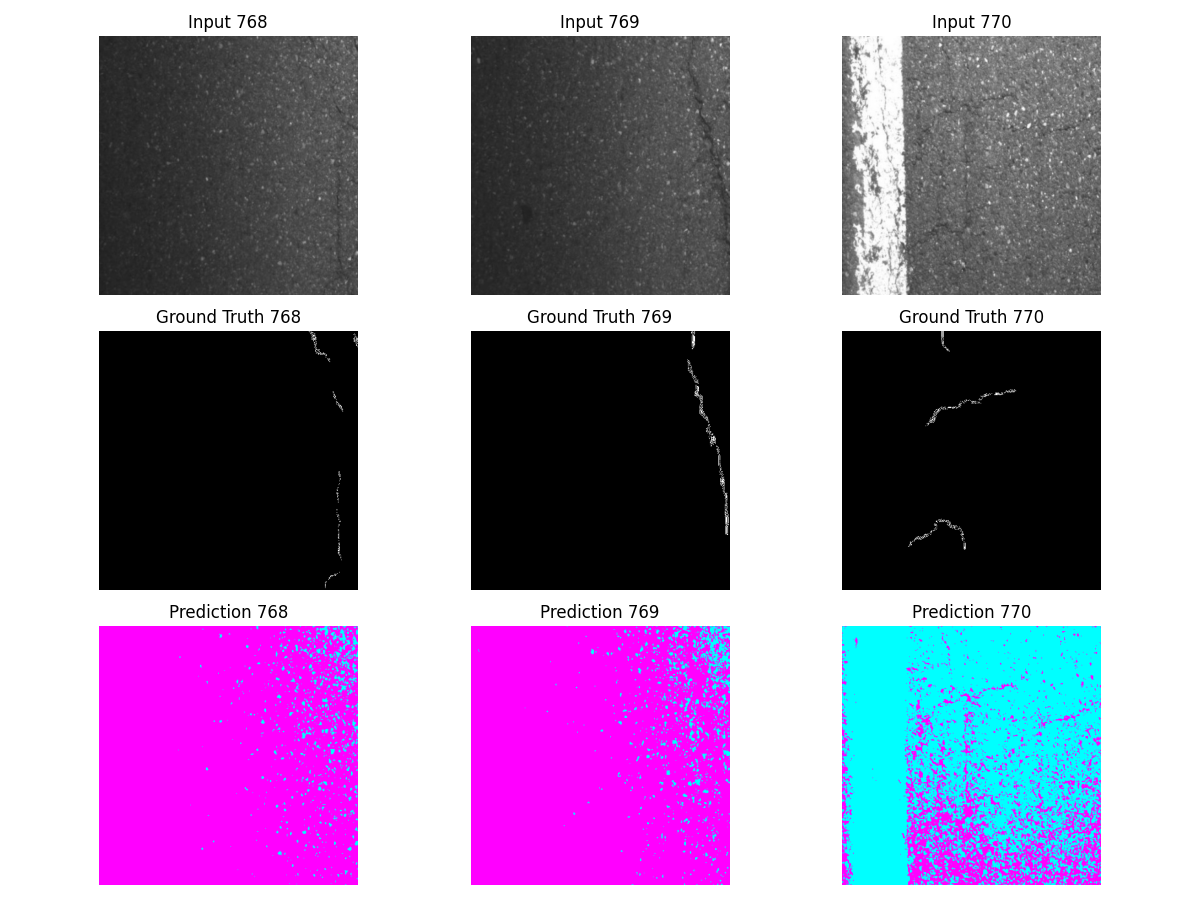 Input 768
Input 769
Input 770
Ground Truth 768
Ground Truth 769
Ground Truth 770
Prediction 768
Prediction 769
Prediction 770